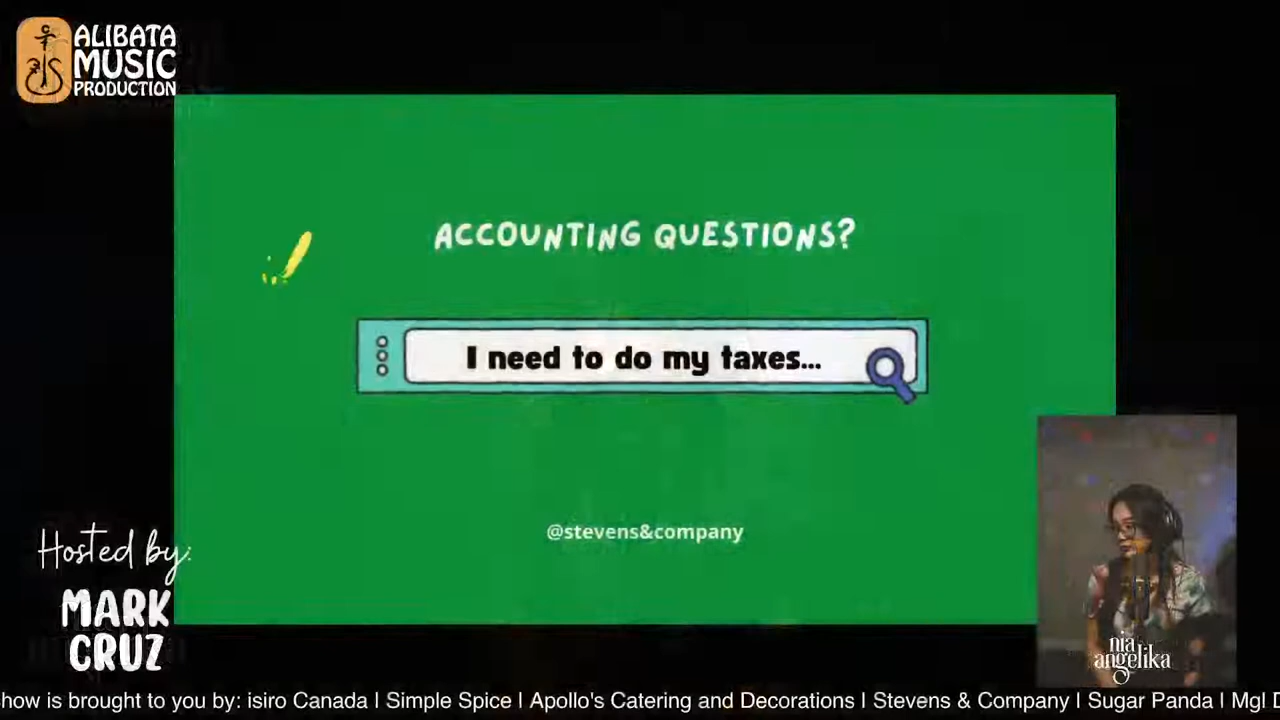 ALIBATA
MUSIC
PRODUCTION
ACCOUNTING QUESTIONS?
I need to do my taxes...
@stevens&company
Hosted by:
MARK
CRUZ
nia
angelika
show is brought to you by: isiro Canada I Simple Spice I Apollo's Catering and Decorations I Stevens & Company I Sugar Panda I Mgl